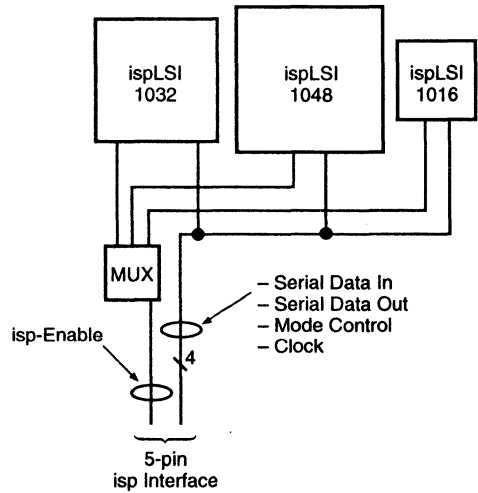 ispLSI
1032
ispLSI
1048
ispLSI
1016
MUX
isp-Enable
– Serial Data In
– Serial Data Out
– Mode Control
– Clock
4
5-pin
isp Interface